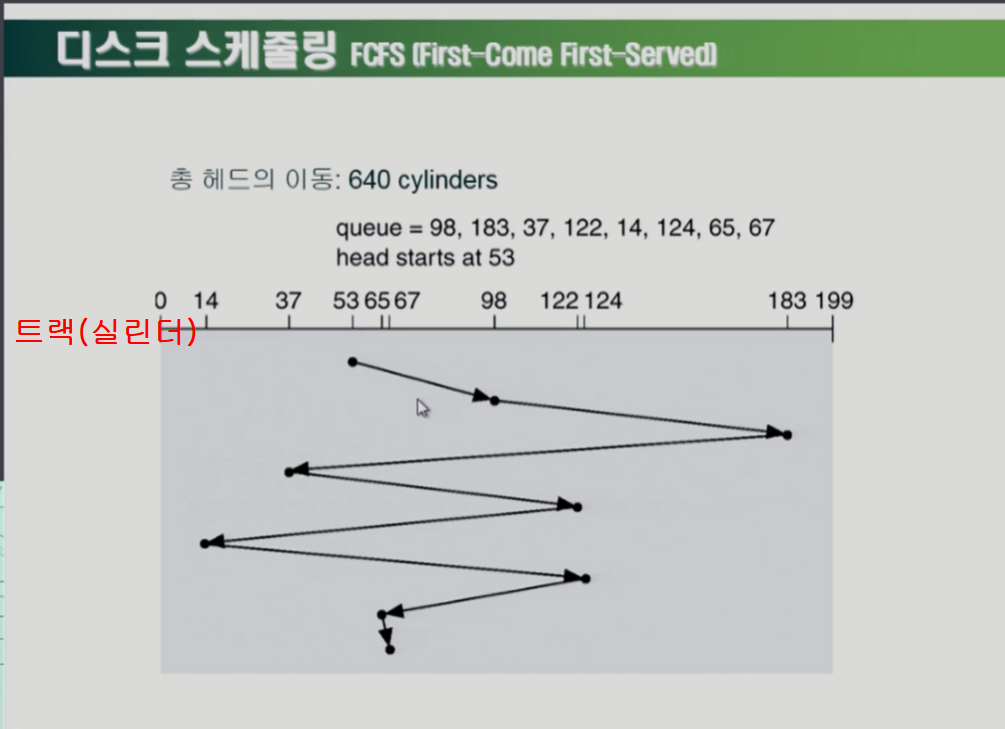 디스크 스케줄링 FCFS (First-Come First-Served)
총 헤드의 이동: 640 cylinders
queue = 98, 183, 37, 122, 14, 124, 65, 67
head starts at 53
0 14 37 53 65 67 98 122 124 183 199
트랙(실린더)